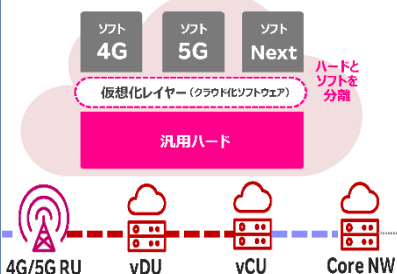 ソフト ソフト ソフト
4G 5G Next
ハードと
ソフトを
分離
仮想化レイヤー（クラウド化ソフトウェア）
汎用ハード
4G/5G RU vDU vCU Core NW